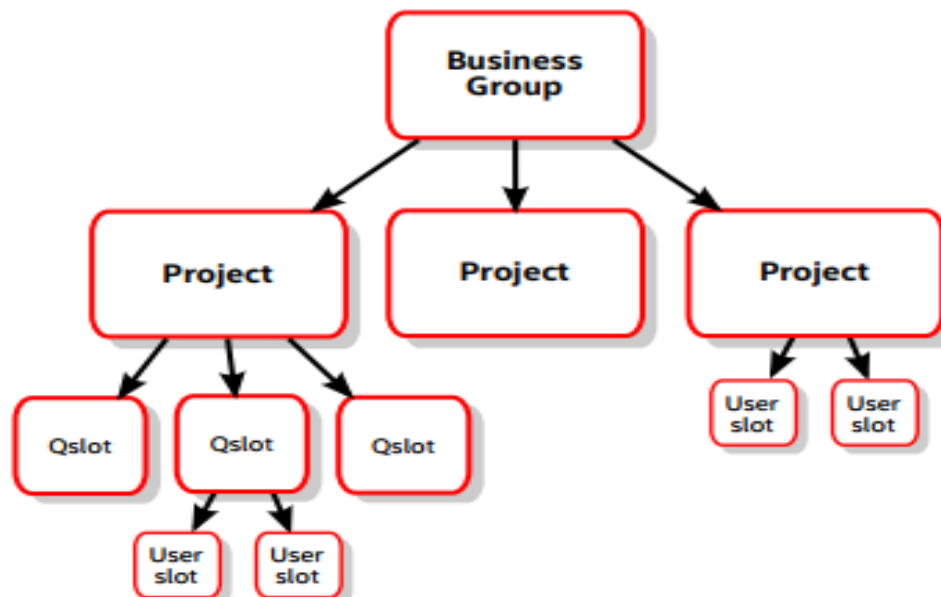 Business
Group
Project
Project
Project
Qslot
Qslot
Qslot
User
slot
User
slot
User
slot
User
slot